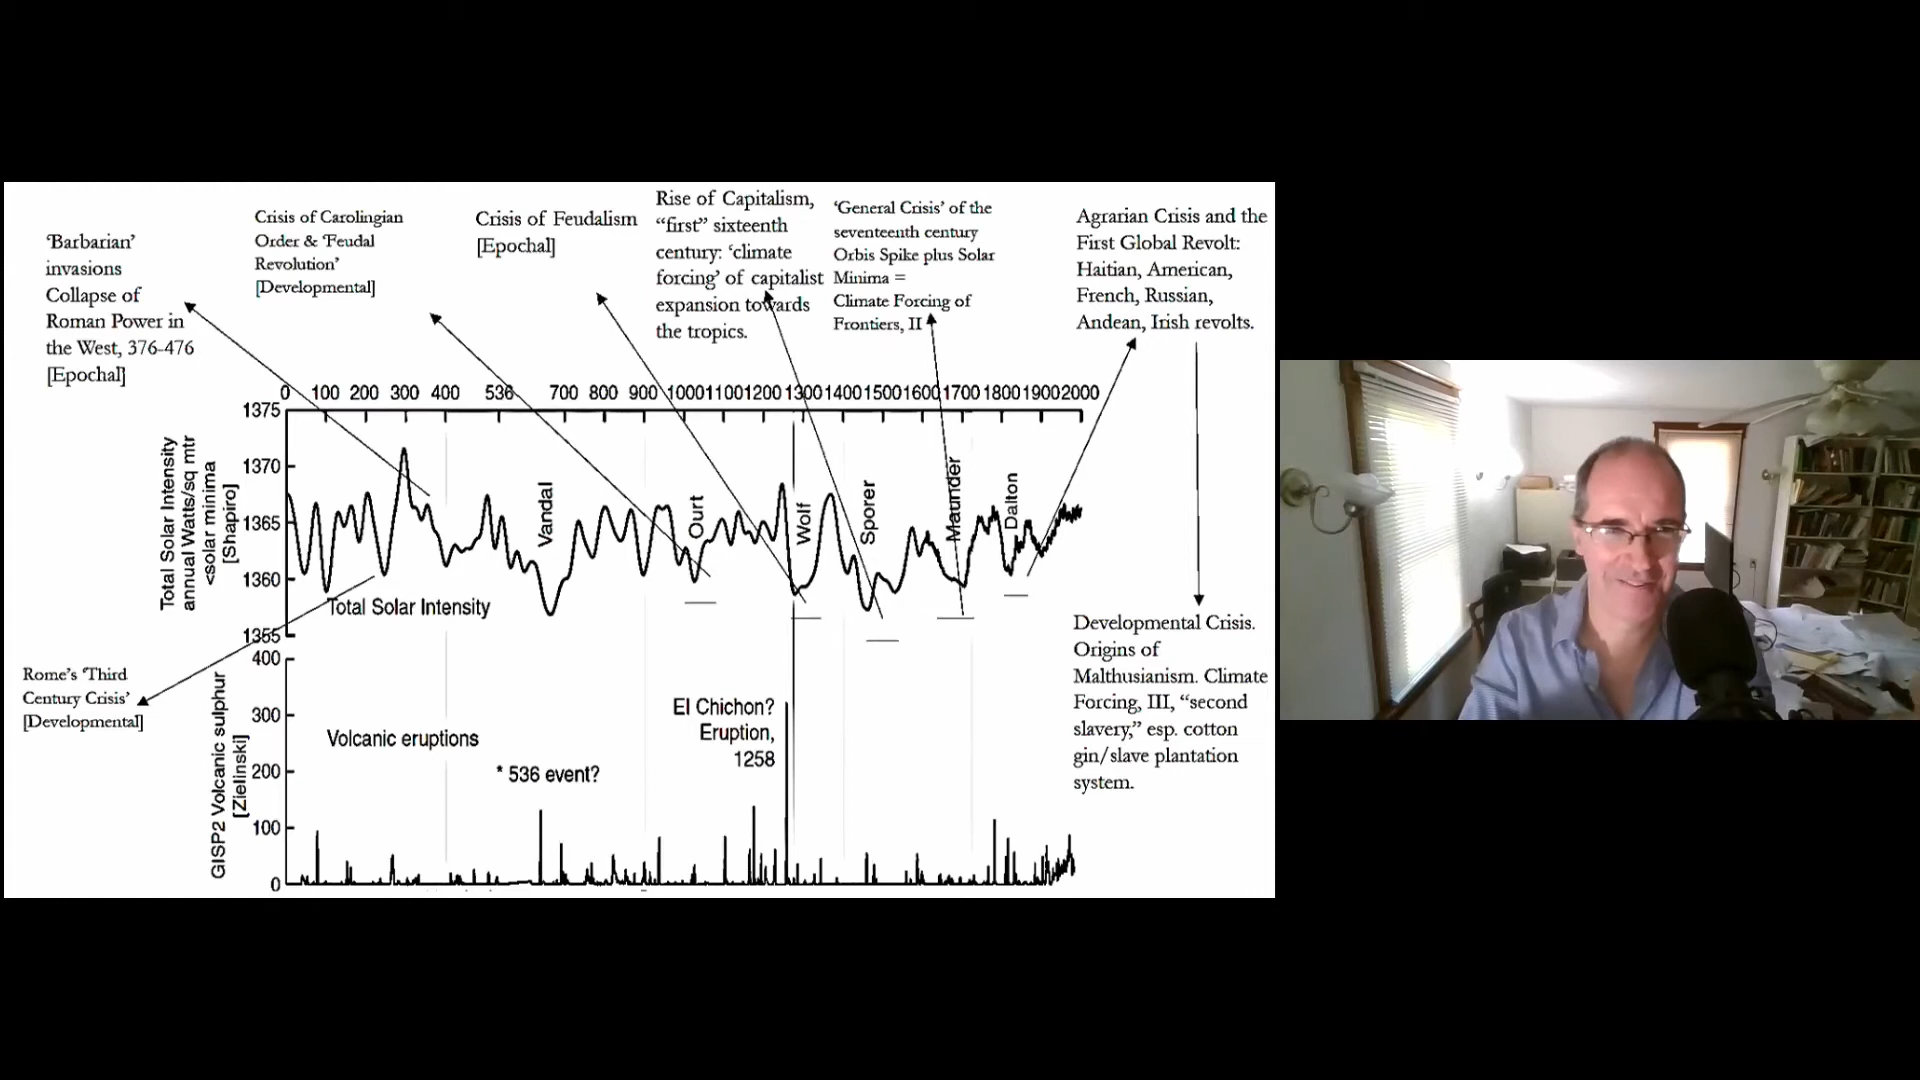 ‘Barbarian’
invasions
Collapse of
Roman Power in
the West, 376-476
[Epochal]
Crisis of Carolingian
Order & ‘Feudal
Revolution’
[Developmental]
Crisis of Feudalism
[Epochal]
Rise of Capitalism,
“first” sixteenth
century: ‘climate
forcing’ of capitalist
expansion towards
the tropics.
‘General Crisis’ of the
seventeenth century
Orbis Spike plus Solar
Minima =
Climate Forcing of
Frontiers, II
Agrarian Crisis and the
First Global Revolt:
Haitian, American,
French, Russian,
Andean, Irish revolts.
0 100 200 300 400 536 700 800 900 1000 1100 1200 1300 1400 1500 1600 1700 1800 1900 2000
1375
1370
1365
1360
1355
Total Solar Intensity
annual Watts/sq mtr
<solar minima
[Shapiro]
Vandal
Ourt
Wolf
Sporer
Maunder
Dalton
Total Solar Intensity
Rome’s ‘Third
Century Crisis’
[Developmental]
400
300
200
100
0
GISP2 Volcanic sulphur
[Zielinski]
Volcanic eruptions
* 536 event?
El Chichon?
Eruption,
1258
Developmental Crisis.
Origins of
Malthusianism. Climate
Forcing, III, “second
slavery,” esp. cotton
gin/slave plantation
system.